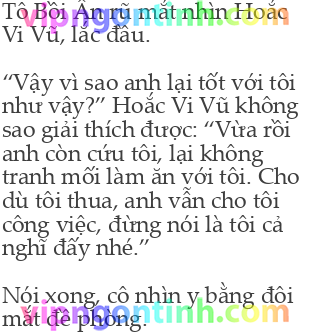 Tô Bồi Ân rũ mắt nhìn Hoắc
Vi Vũ, lắc đầu.
“Vậy vì sao anh lại tốt với tôi
như vậy?” Hoắc Vi Vũ không
sao giải thích được: “Vừa rồi
anh còn cứu tôi, lại không
tranh mối làm ăn với tôi. Cho
dù tôi thua, anh vẫn cho tôi
công việc, đừng nói là tôi cả
nghĩ đấy nhé.”
Nói xong, cô nhìn y bằng đôi
mắt đề phòng.
vipngontinh.com
vipngontinh.com